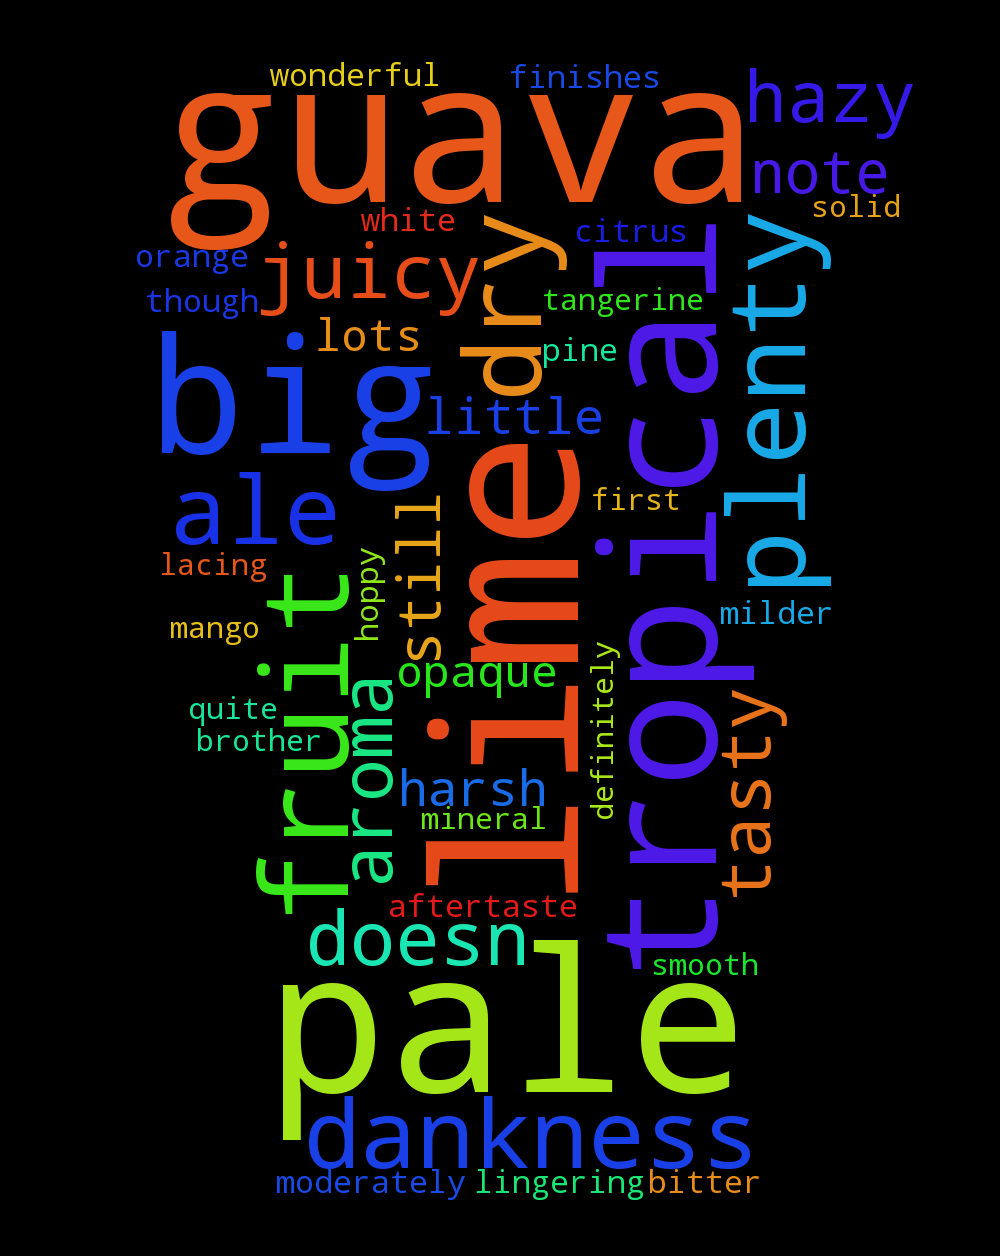 wonderful
finishes
guava
hazy
note
solid
white
citrus
orange
juicy
dry
tropical
plenty
though
tangerine
lots
pine
big
little
lime
ale
still
first
lacing
hoppy
fruit
mango
milder
opaque
definitely
aroma
tasty
quite
brother
harsh
mineral
aftertaste
doesn
smooth
pale
dankness
moderately
lingering
bitter